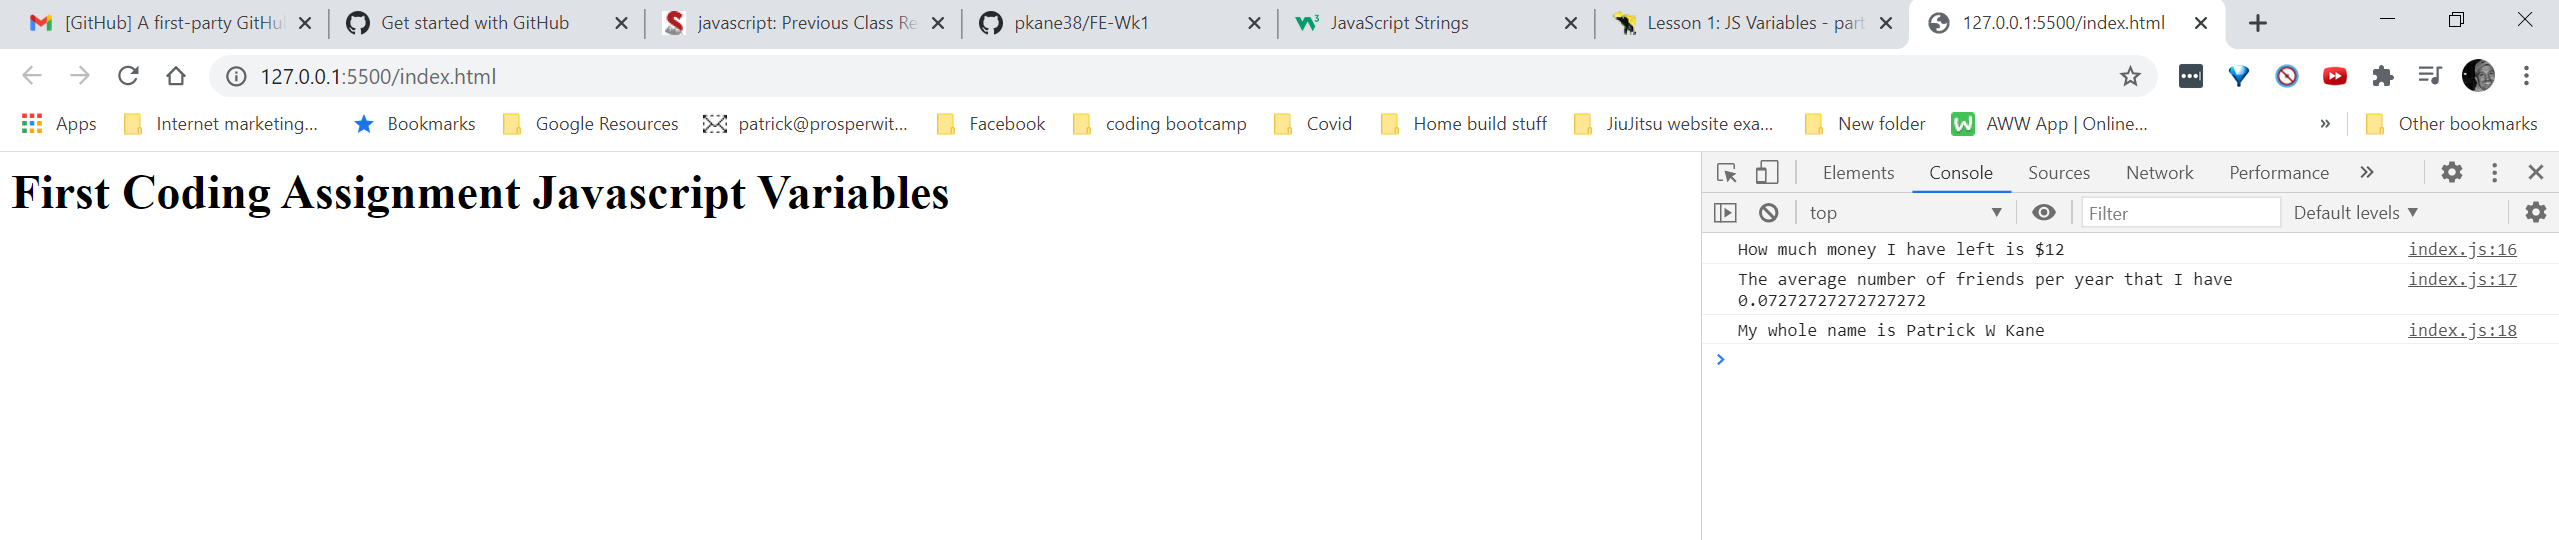 [GitHub] A first-party GitHu
Get started with GitHub
javascript: Previous Class Re
pkane38/FE-Wk1
JavaScript Strings
Lesson 1: JS Variables - part
127.0.0.1:5500/index.html
127.0.0.1:5500/index.html
Apps
Internet marketing...
Bookmarks
Google Resources
patrick@prosperwit...
Facebook
coding bootcamp
Covid
Home build stuff
JiuJitsu website exa...
New folder
AWW App | Online...
»
Other bookmarks
First Coding Assignment Javascript Variables
Elements
Console
Sources
Network
Performance
»
top
Filter
Default levels
How much money I have left is $12
index.js:16
The average number of friends per year that I have
0.07272727272727272
index.js:17
My whole name is Patrick W Kane
index.js:18